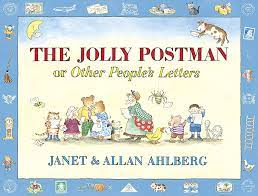 THE JOLLY POSTMAN
or Other People's Letters
JANET & ALLAN AHLBERG